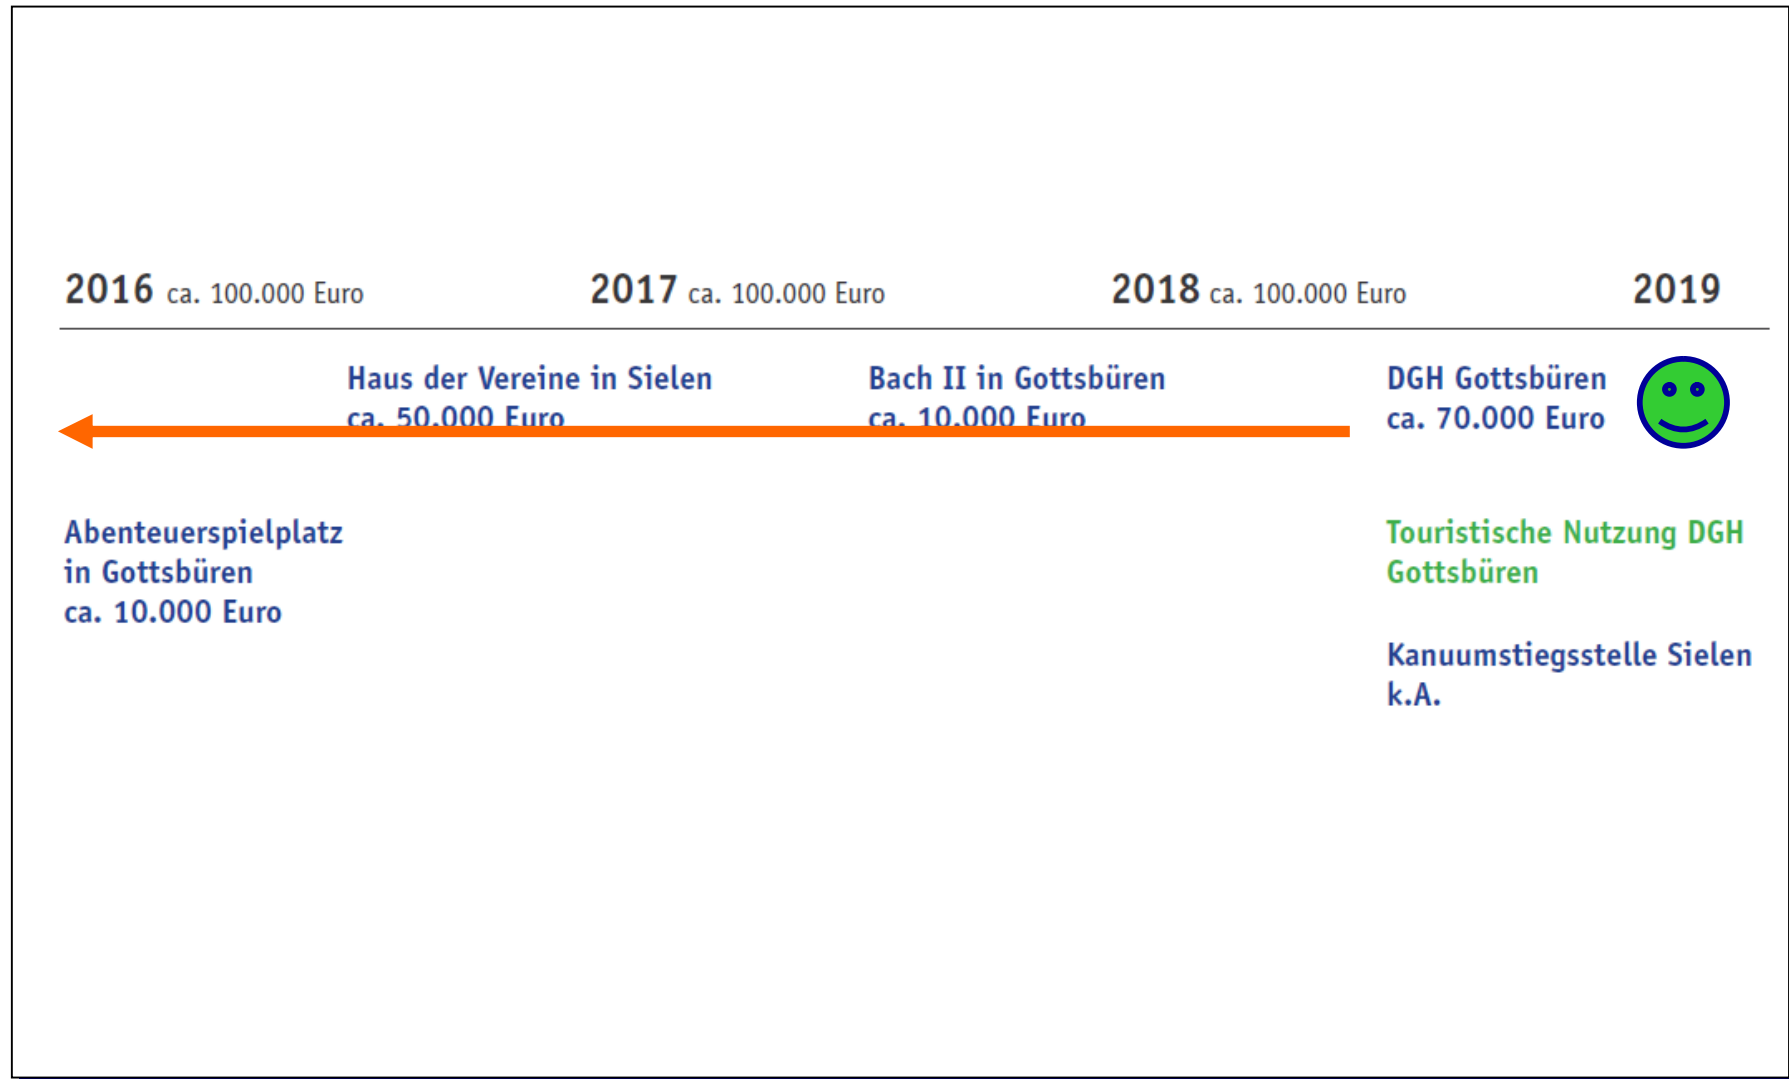 2016 ca. 100.000 Euro
2017 ca. 100.000 Euro
2018 ca. 100.000 Euro
2019
Haus der Vereine in Sielen
ca. 50.000 Euro
Bach II in Gottsbüren
ca. 10.000 Euro
DGH Gottsbüren
ca. 70.000 Euro
Abenteuerspielplatz
in Gottsbüren
ca. 10.000 Euro
Touristische Nutzung DGH
Gottsbüren
Kanuumstiegsstelle Sielen
k.A.